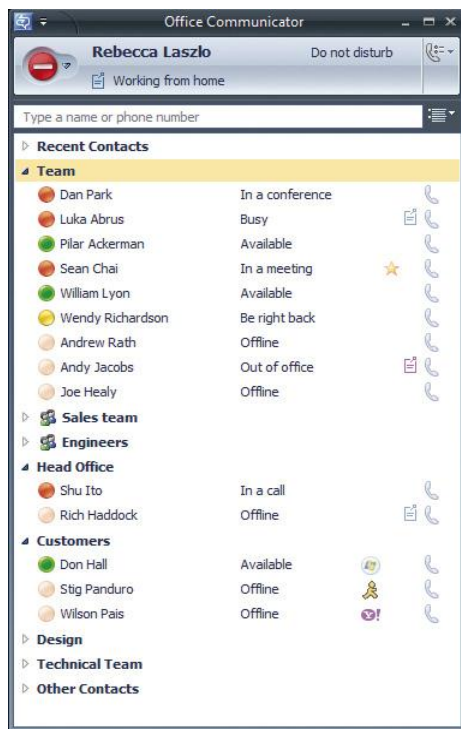 Office Communicator
Rebecca Laszlo Do not disturb
Working from home
Type a name or phone number
Recent Contacts
Team
Dan Park In a conference
Luka Abrus Busy
Pilar Ackerman Available
Sean Chai In a meeting
William Lyon Available
Wendy Richardson Be right back
Andrew Rath Offline
Andy Jacobs Out of office
Joe Healy Offline
Sales team
Engineers
Head Office
Shu Ito In a call
Rich Haddock Offline
Customers
Don Hall Available
Stig Panduro Offline
Wilson Pais Offline Y!
Design
Technical Team
Other Contacts